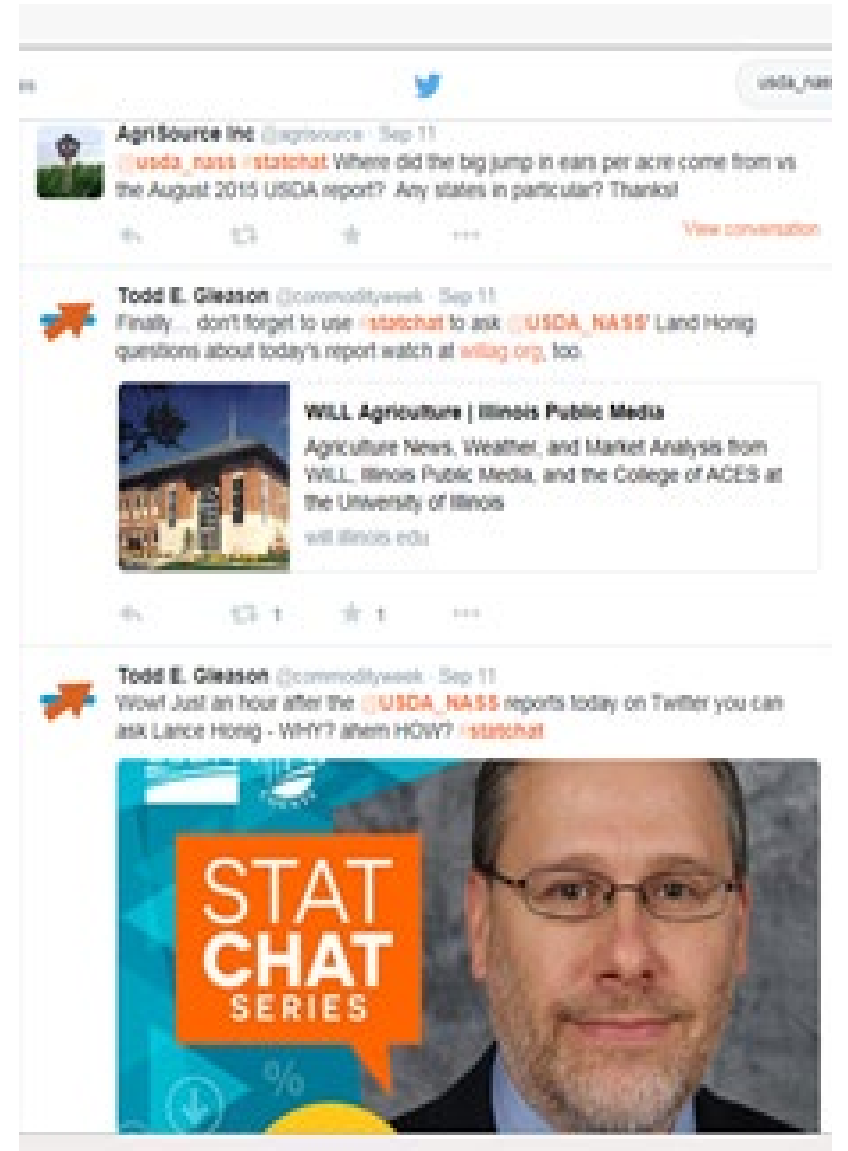 usda_nass
AgriSource Inc @agrisource · Sep 11
@usda_nass #statchat Where did the big jump in ears per acre come from vs
the August 2015 USDA report? Any states in particular? Thanks!
View conversation
Todd E. Gleason @commodityweek · Sep 11
Finally... don't forget to use #statchat to ask @USDA_NASS' Land Honig
questions about today's report watch at willag.org, too.
WILL Agriculture | Illinois Public Media
Agriculture News, Weather, and Market Analysis from
WILL, Illinois Public Media, and the College of ACES at
the University of Illinois
will.illinois.edu
1 1
Todd E. Gleason @commodityweek · Sep 11
Wow! Just an hour after the @USDA_NASS reports today on Twitter you can
ask Lance Honig - WHY? ahem HOW? #statchat
STAT
CHAT
SERIES
%